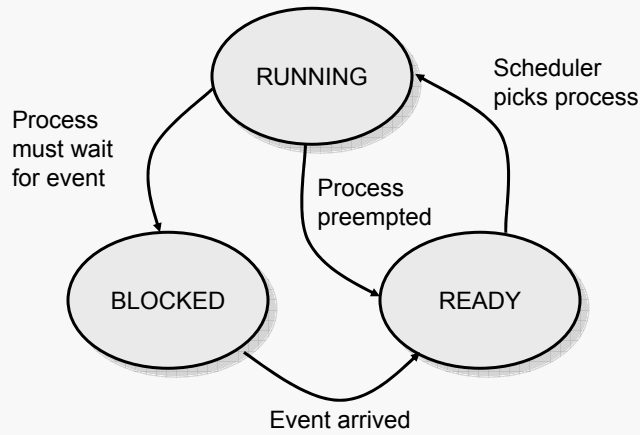 RUNNING
Scheduler
picks process
Process
must wait
for event
Process
preempted
BLOCKED
READY
Event arrived